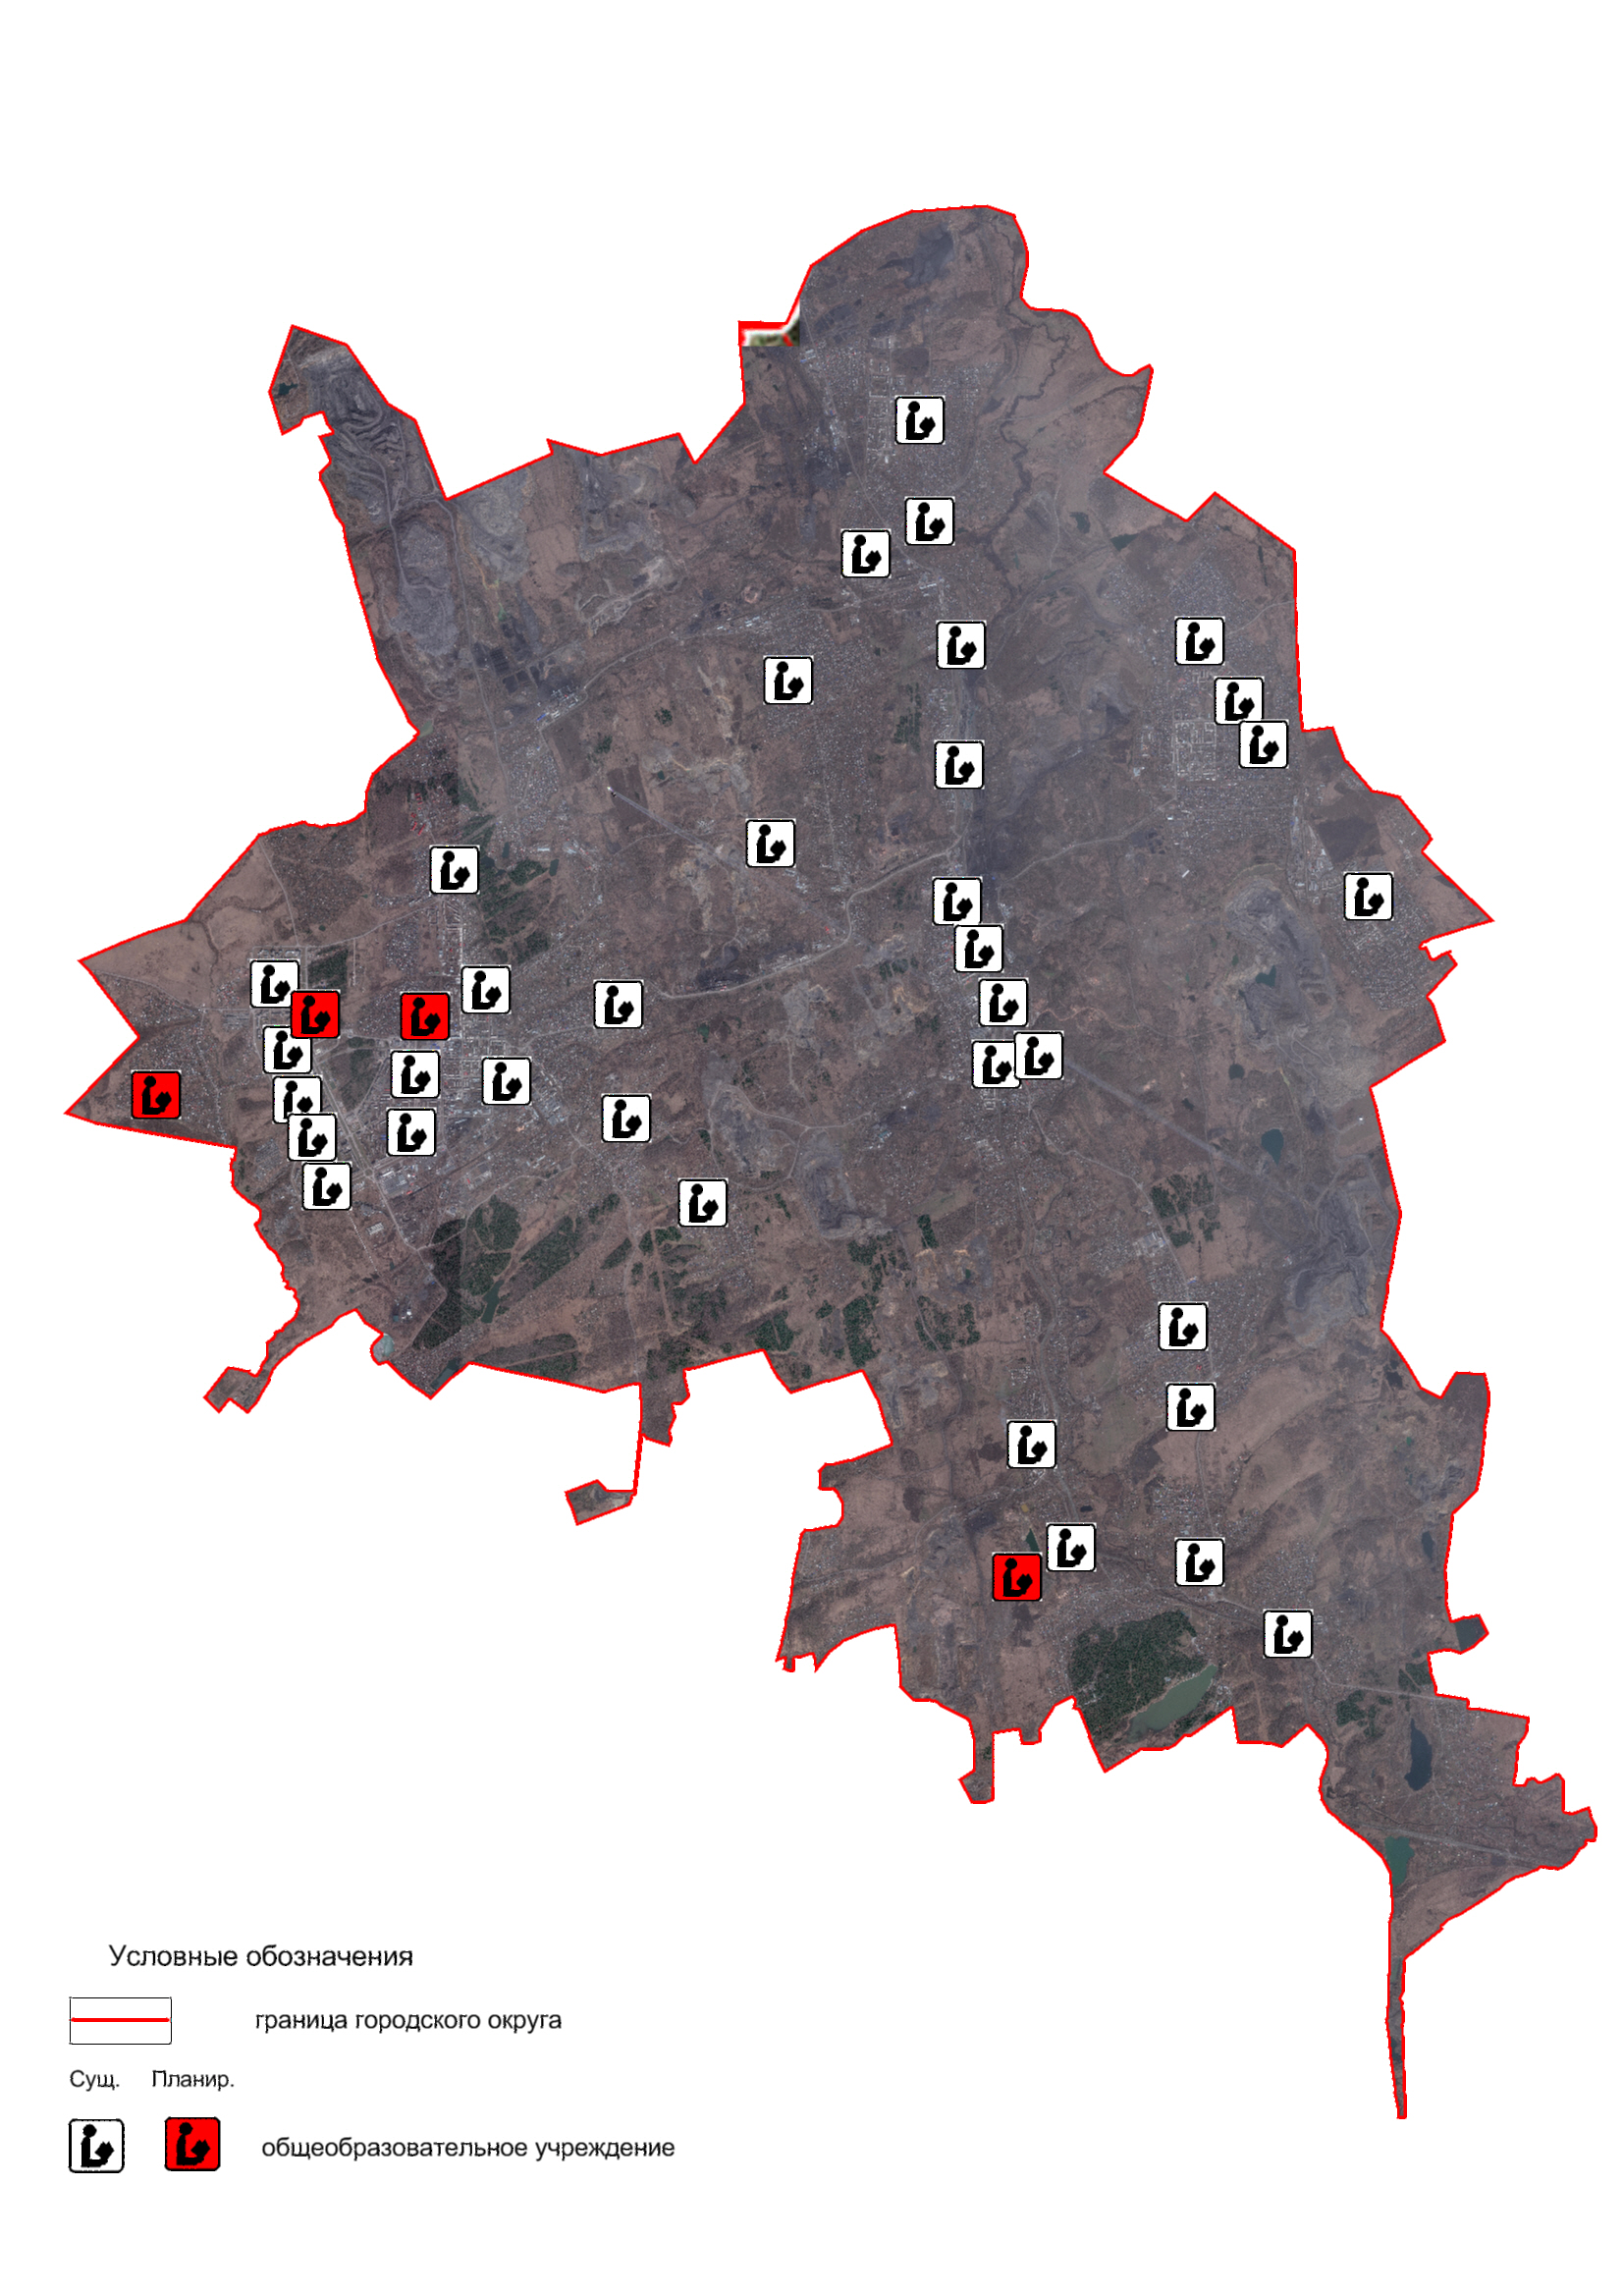 Условные обозначения
граница городского округа
Сущ. Планир.
общеобразовательное учреждение